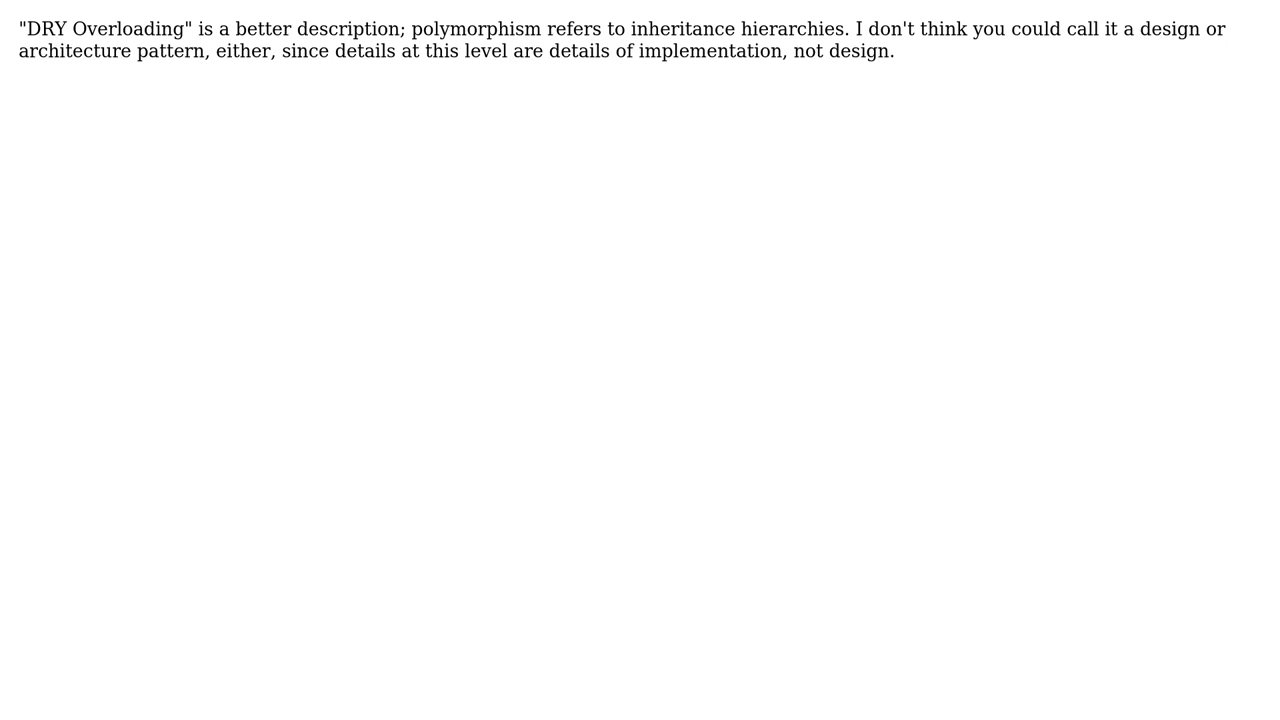 "DRY Overloading" is a better description; polymorphism refers to inheritance hierarchies. I don't think you could call it a design or
architecture pattern, either, since details at this level are details of implementation, not design.